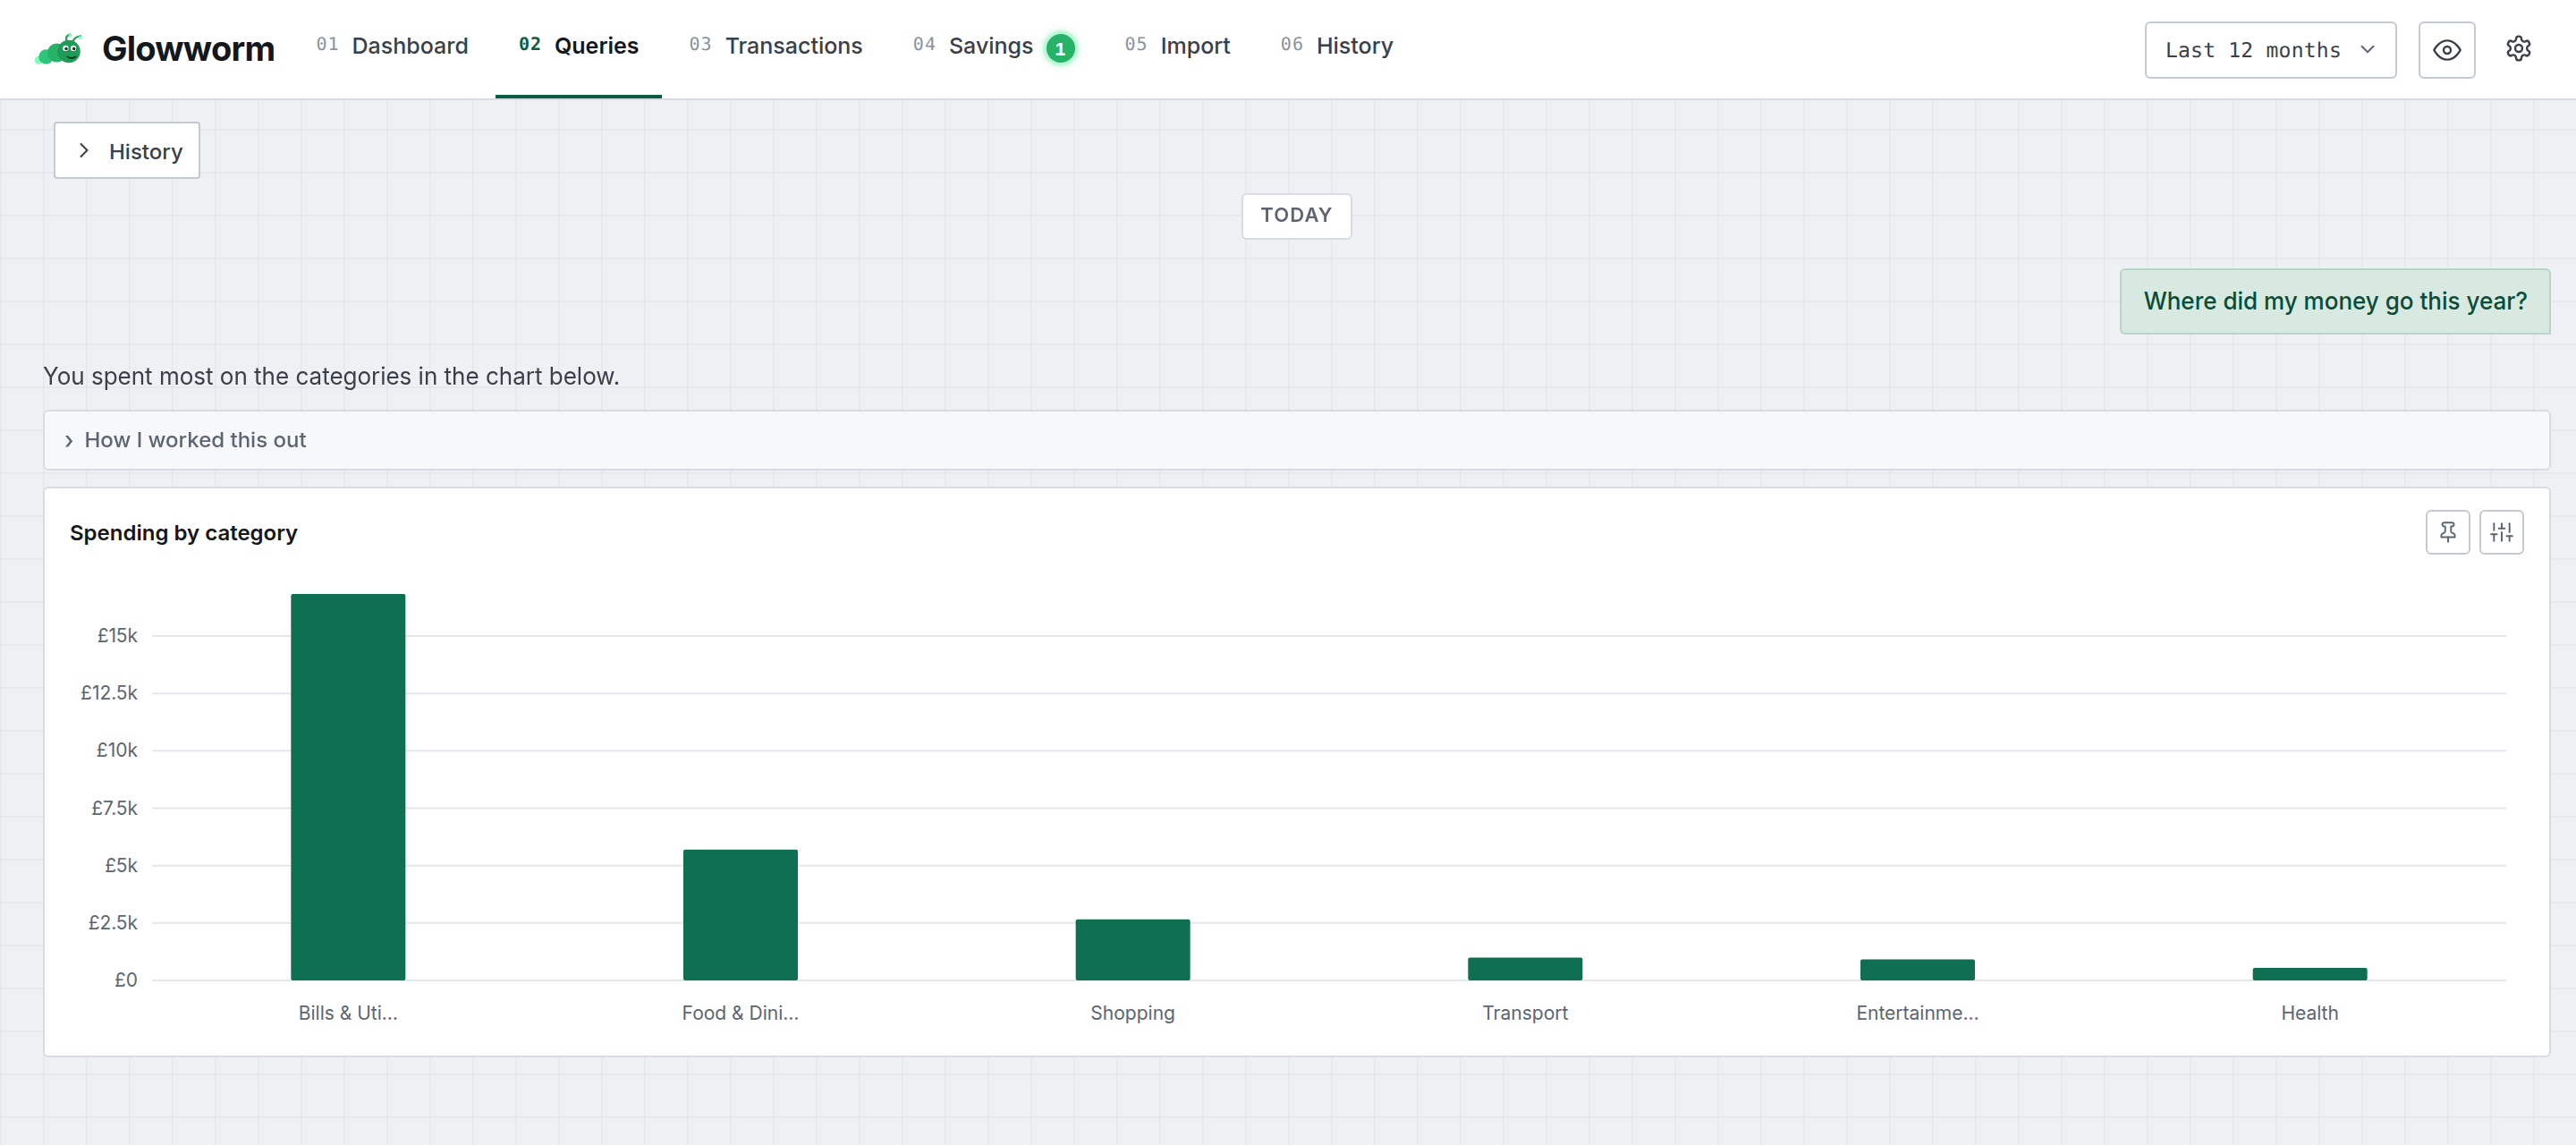 Glowworm
01 Dashboard
02 Queries
03 Transactions
04 Savings 1
05 Import
06 History
Last 12 months
History
TODAY
Where did my money go this year?
You spent most on the categories in the chart below.
› How I worked this out
Spending by category
£15k
£12.5k
£10k
£7.5k
£5k
£2.5k
£0
Bills & Uti...
Food & Dini...
Shopping
Transport
Entertainme...
Health